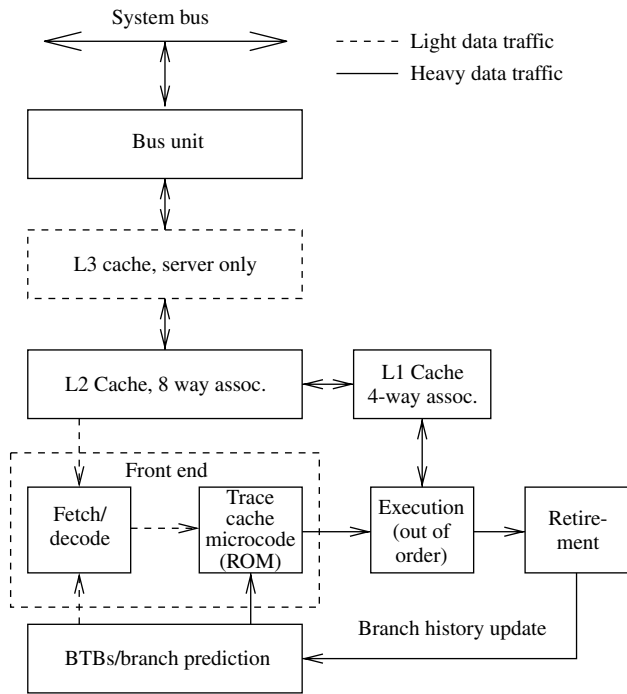 System bus
Light data traffic
Heavy data traffic
Bus unit
L3 cache, server only
L2 Cache, 8 way assoc.
L1 Cache
4-way assoc.
Front end
Fetch/
decode
Trace
cache
microcode
(ROM)
Execution
(out of
order)
Retire-
ment
Branch history update
BTBs/branch prediction